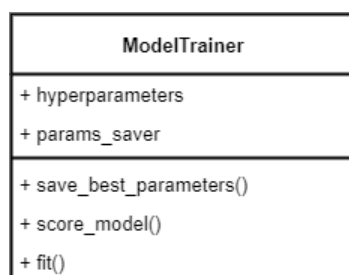 ModelTrainer
+ hyperparameters
+ params_saver
+ save_best_parameters()
+ score_model()
+ fit()